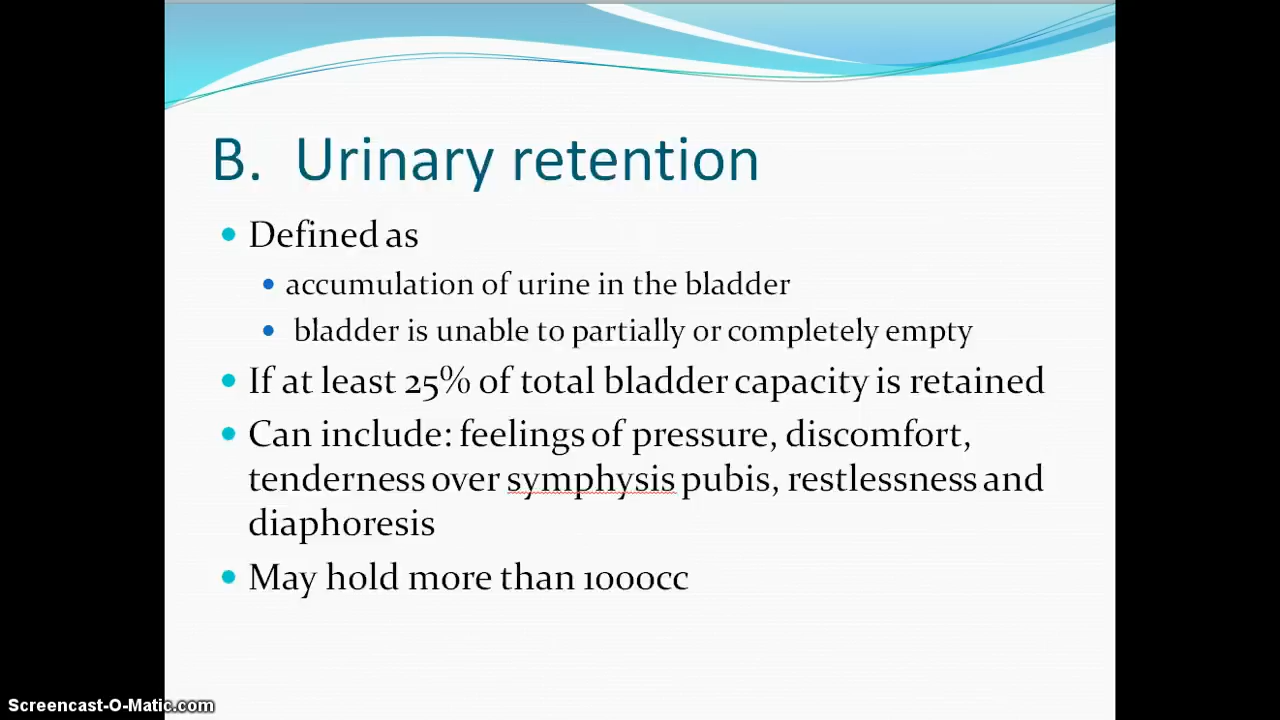 B. Urinary retention
• Defined as
• accumulation of urine in the bladder
• bladder is unable to partially or completely empty
• If at least 25% of total bladder capacity is retained
• Can include: feelings of pressure, discomfort,
tenderness over symphysis pubis, restlessness and
diaphoresis
• May hold more than 1000cc
Screencast-O-Matic.com